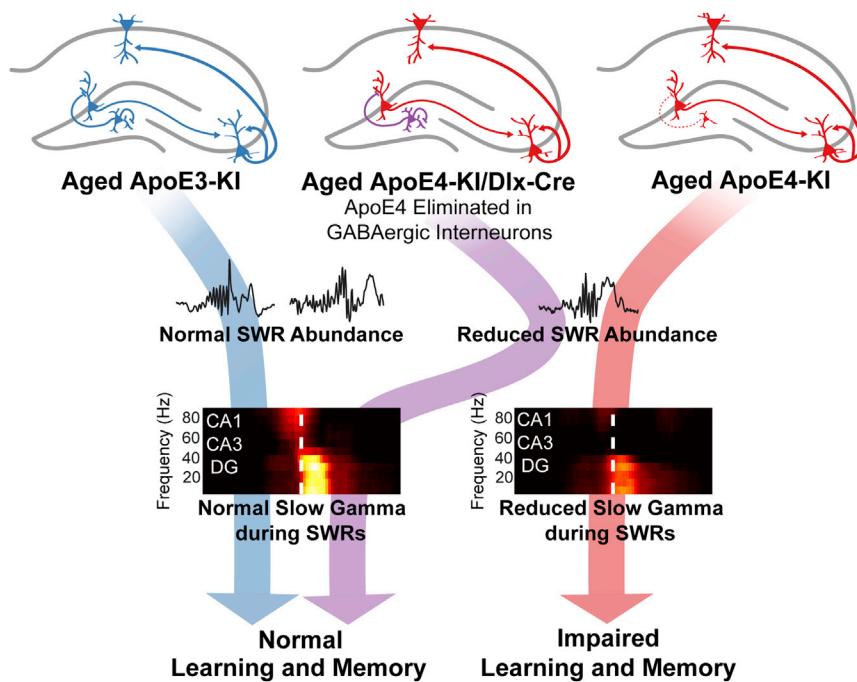 Aged ApoE3-KI
Aged ApoE4-KI/Dlx-Cre
ApoE4 Eliminated in
GABAergic Interneurons
Aged ApoE4-KI
Normal SWR Abundance
Reduced SWR Abundance
Frequency (Hz)
80
60
40
20
CA1
CA3
DG
Normal Slow Gamma
during SWRs
Frequency (Hz)
80
60
40
20
CA1
CA3
DG
Reduced Slow Gamma
during SWRs
Normal
Learning and Memory
Impaired
Learning and Memory